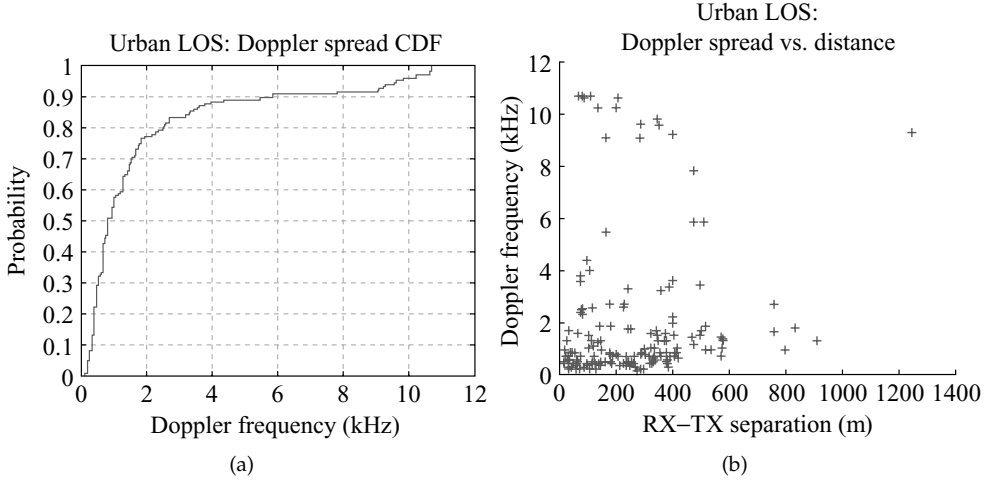 Urban LOS: Doppler spread CDF
1
0.9
0.8
0.7
0.6
0.5
0.4
0.3
0.2
0.1
0
Probability
0 2 4 6 8 10 12
Doppler frequency (kHz)
(a)
Urban LOS:
Doppler spread vs. distance
12
10
8
6
4
2
0
Doppler frequency (kHz)
0 200 400 600 800 1000 1200 1400
RX−TX separation (m)
(b)